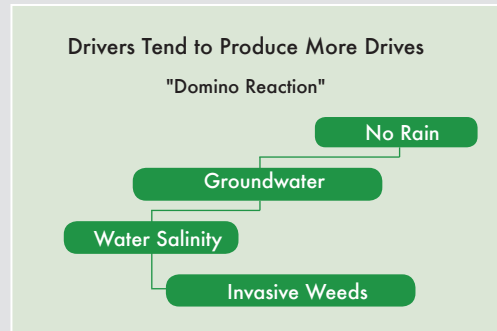 Drivers Tend to Produce More Drives
"Domino Reaction"
No Rain
Groundwater
Water Salinity
Invasive Weeds